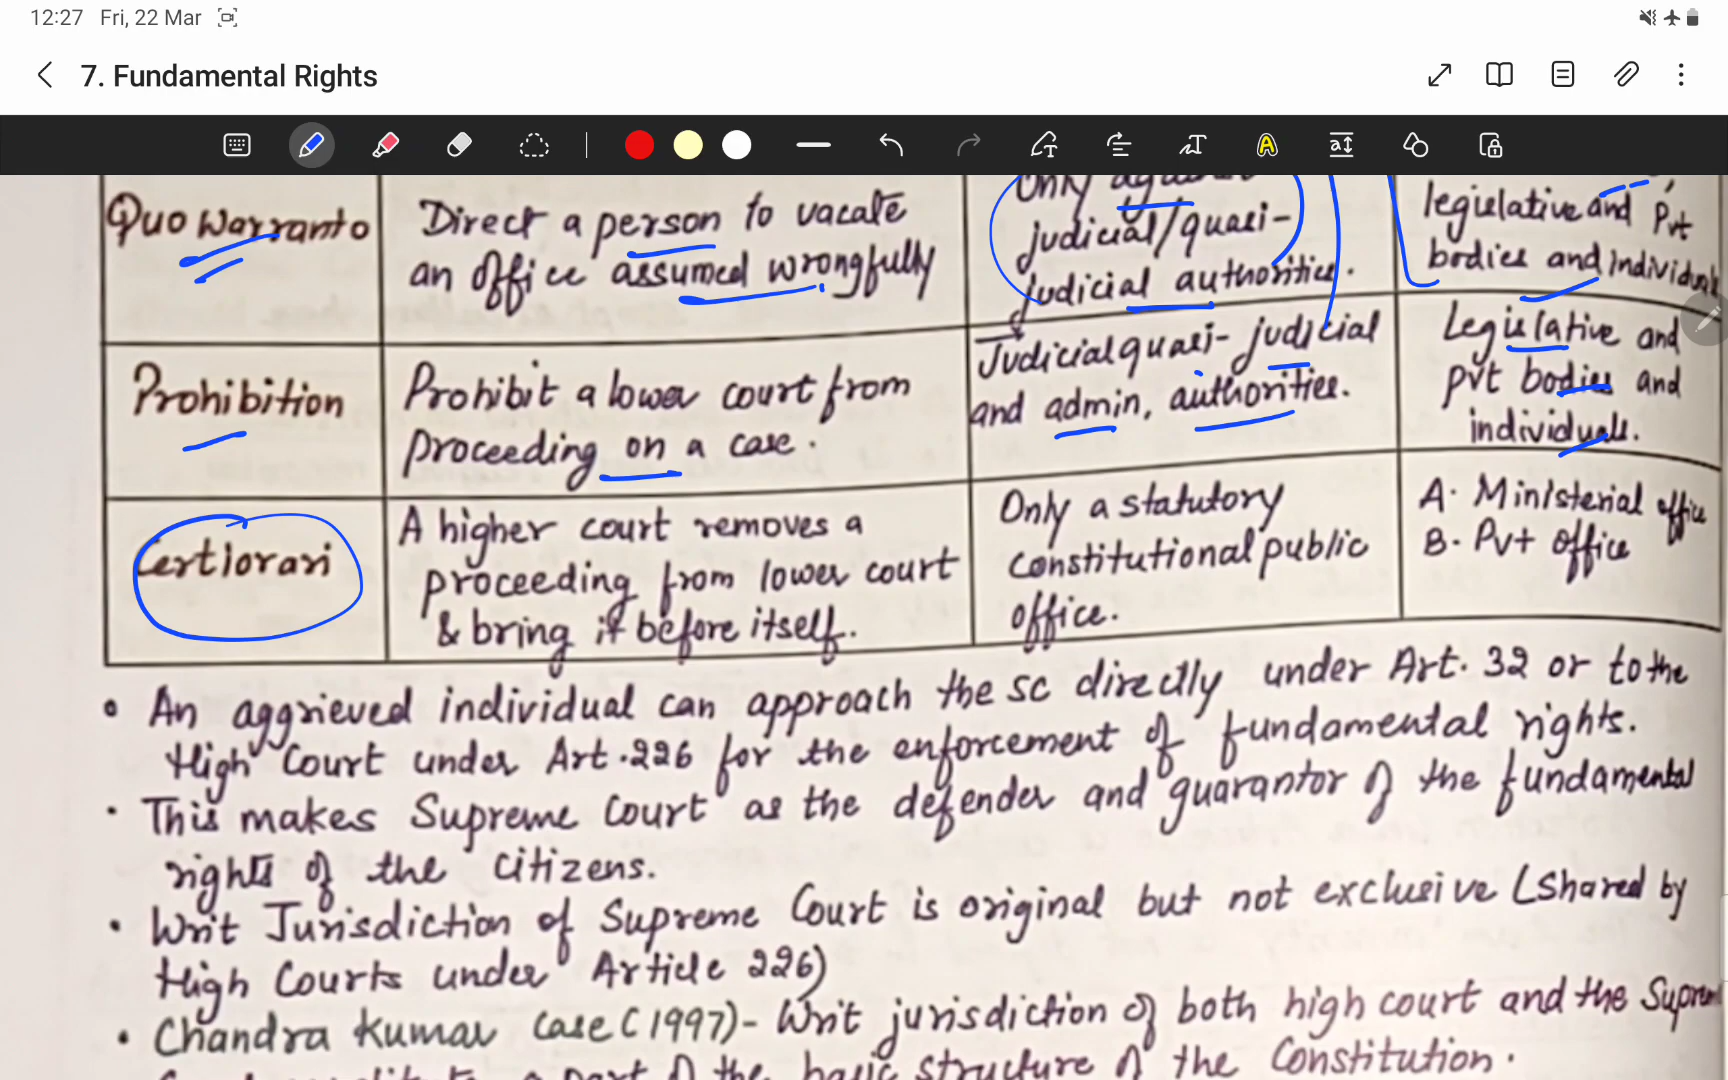 12:27 Fri, 22 Mar
7. Fundamental Rights
Quo Warranto
Direct a person to vacate
an office assumed wrongfully
Only against
judicial/quasi-
judicial authorities.
legislative and pvt
bodies and individuals
Prohibition
Prohibit a lower court from
proceeding on a case.
Judicial quasi-judicial
and admin, authorities.
Legislative and
pvt bodies and
individuals.
Certiorari
A higher court removes a
proceeding from lower court
& bring it before itself.
Only a statutory
constitutional public
office.
A. Ministerial office
B. Pvt office
• An aggrieved individual can approach the SC directly under Art. 32 or to the
High Court under Art. 226 for the enforcement of fundamental rights.
• This makes Supreme Court as the defender and guarantor of the fundamental
rights of the citizens.
• Writ Jurisdiction of Supreme Court is original but not exclusive (shared by
High Courts under Article 226)
• Chandra Kumar Case (1997)- Writ jurisdiction of both high court and the Supreme
a part of the basic structure of the Constitution.